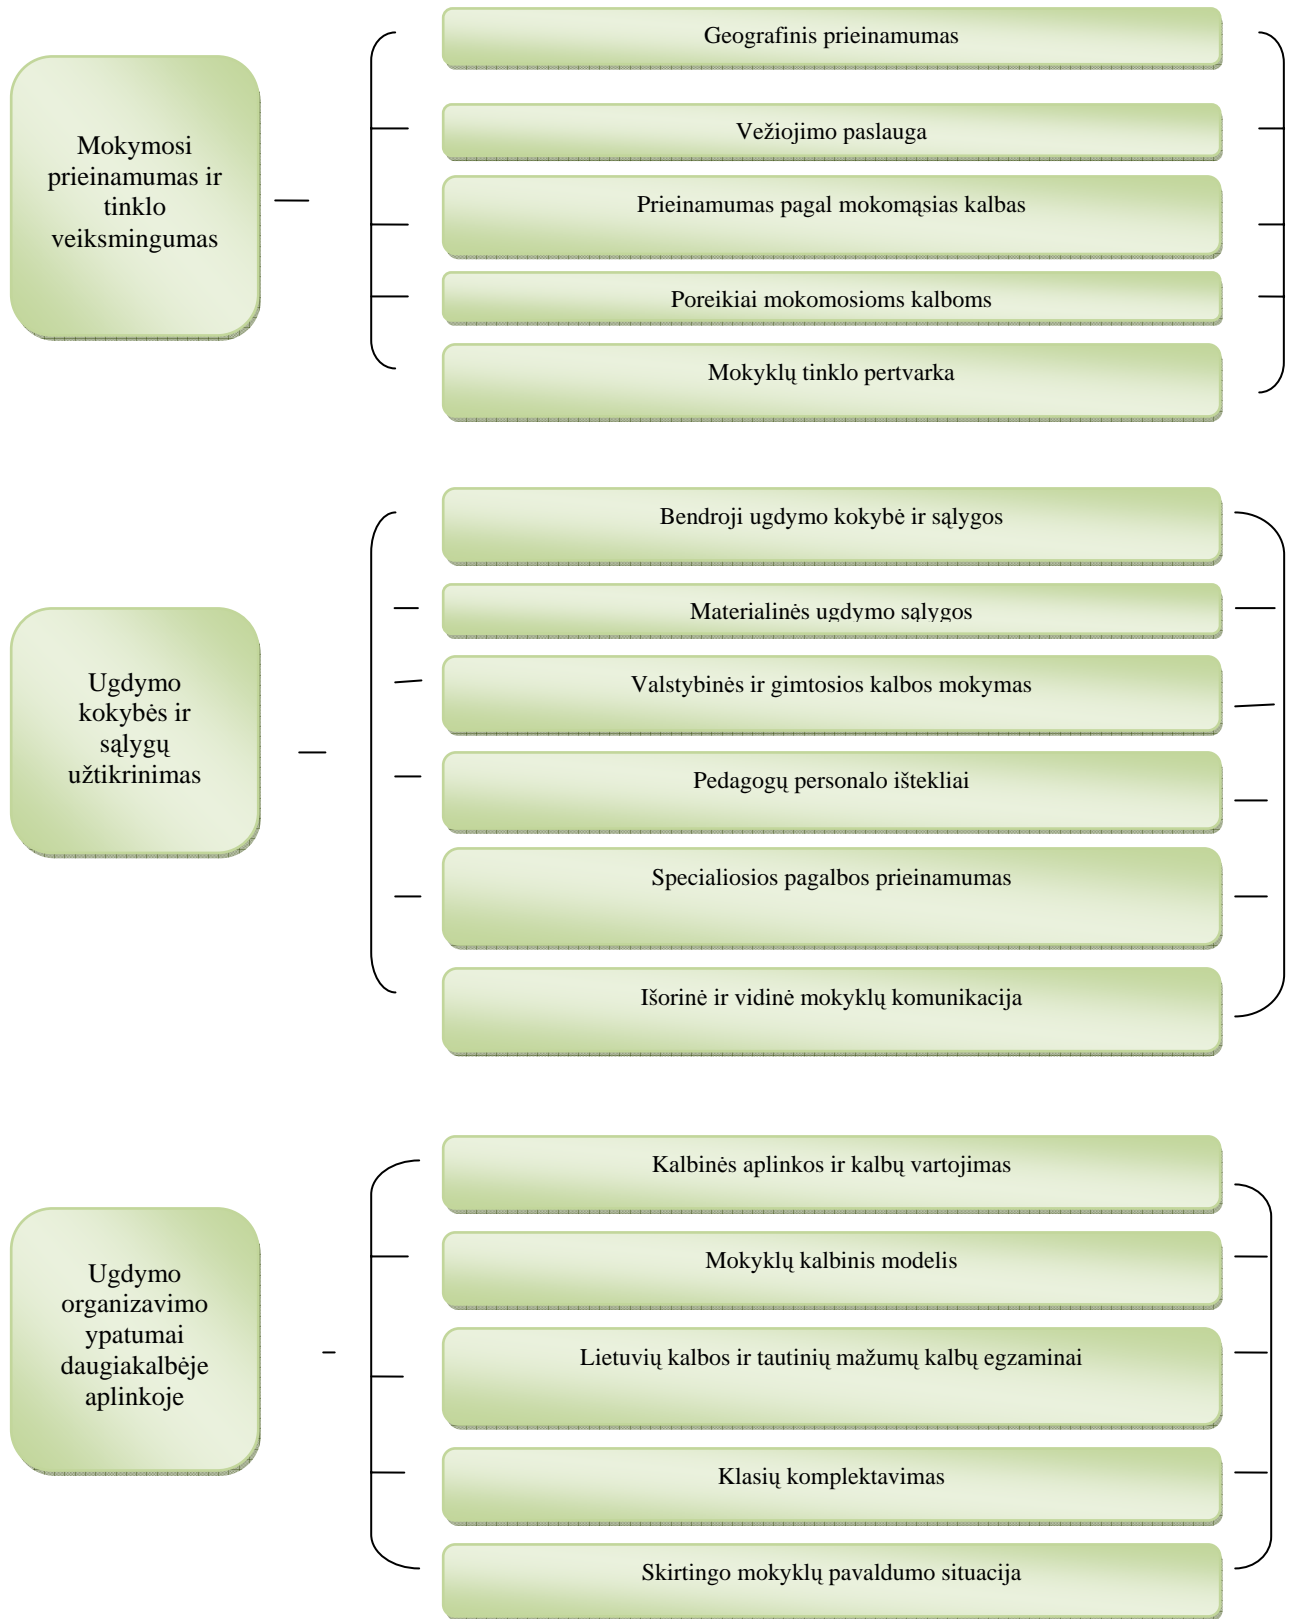 Mokymosi
prieinamumas ir
tinklo
veiksmingumas
Geografinis prieinamumas
Vežiojimo paslauga
Prieinamumas pagal mokomąsias kalbas
Poreikiai mokomosioms kalboms
Mokyklų tinklo pertvarka
Ugdymo
kokybės ir
sąlygų
užtikrinimas
Bendroji ugdymo kokybė ir sąlygos
Materialinės ugdymo sąlygos
Valstybinės ir gimtosios kalbos mokymas
Pedagogų personalo ištekliai
Specialiosios pagalbos prieinamumas
Išorinė ir vidinė mokyklų komunikacija
Ugdymo
organizavimo
ypatumai
daugiakalbėje
aplinkoje
Kalbinės aplinkos ir kalbų vartojimas
Mokyklų kalbinis modelis
Lietuvių kalbos ir tautinių mažumų kalbų egzaminai
Klasių komplektavimas
Skirtingo mokyklų pavaldumo situacija